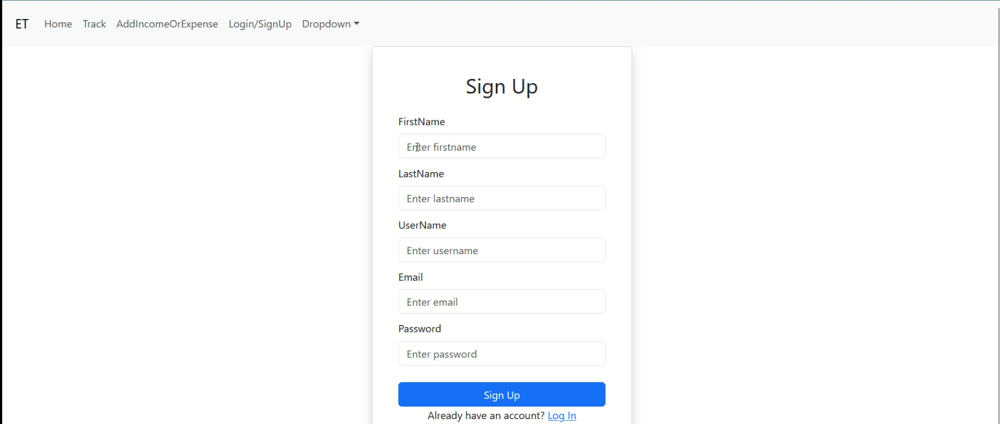 ET Home Track AddIncomeOrExpense Login/SignUp Dropdown
Sign Up
FirstName
Enter firstname
LastName
Enter lastname
UserName
Enter username
Email
Enter email
Password
Enter password
Sign Up
Already have an account? Log In